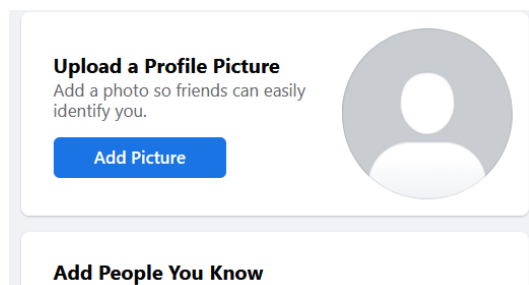 Upload a Profile Picture
Add a photo so friends can easily
identify you.
Add Picture
Add People You Know